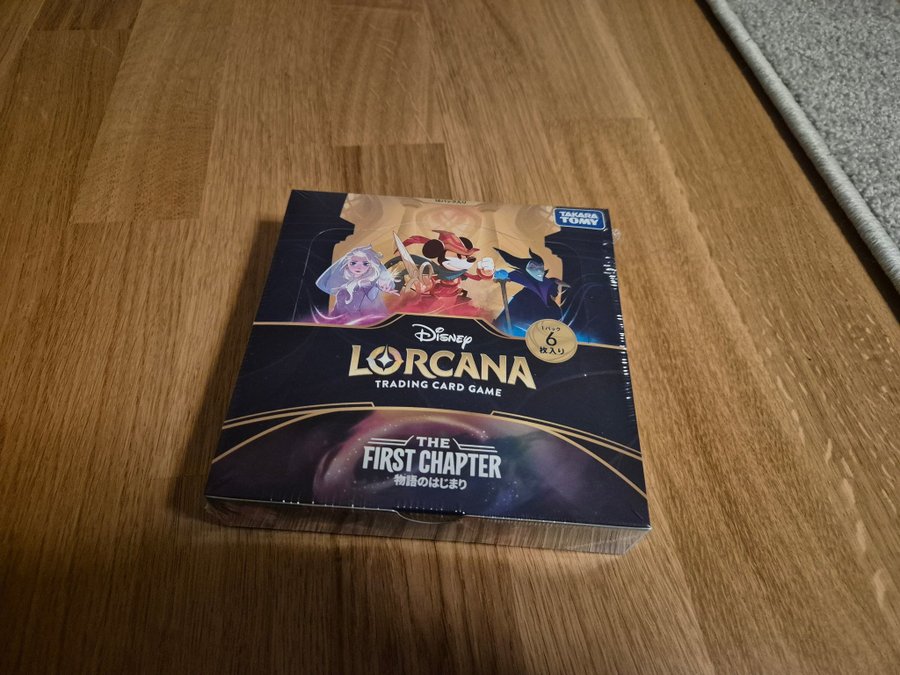 TAKARA
TOMY
Disney
LORCANA
TRADING CARD GAME
1パック
6
枚入り
THE
FIRST CHAPTER
物語のはじまり